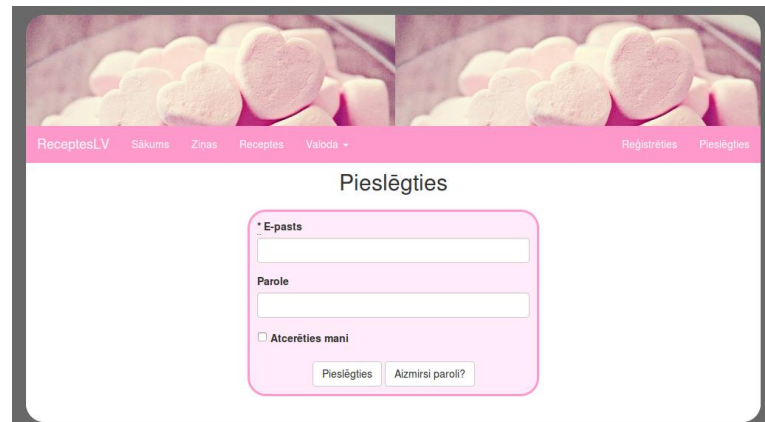 ReceptesLV Sākums Ziņas Receptes Valoda Reģistrēties Pieslēgties
Pieslēgties
* E-pasts
Parole
Atcerēties mani
Pieslēgties Aizmirsi paroli?